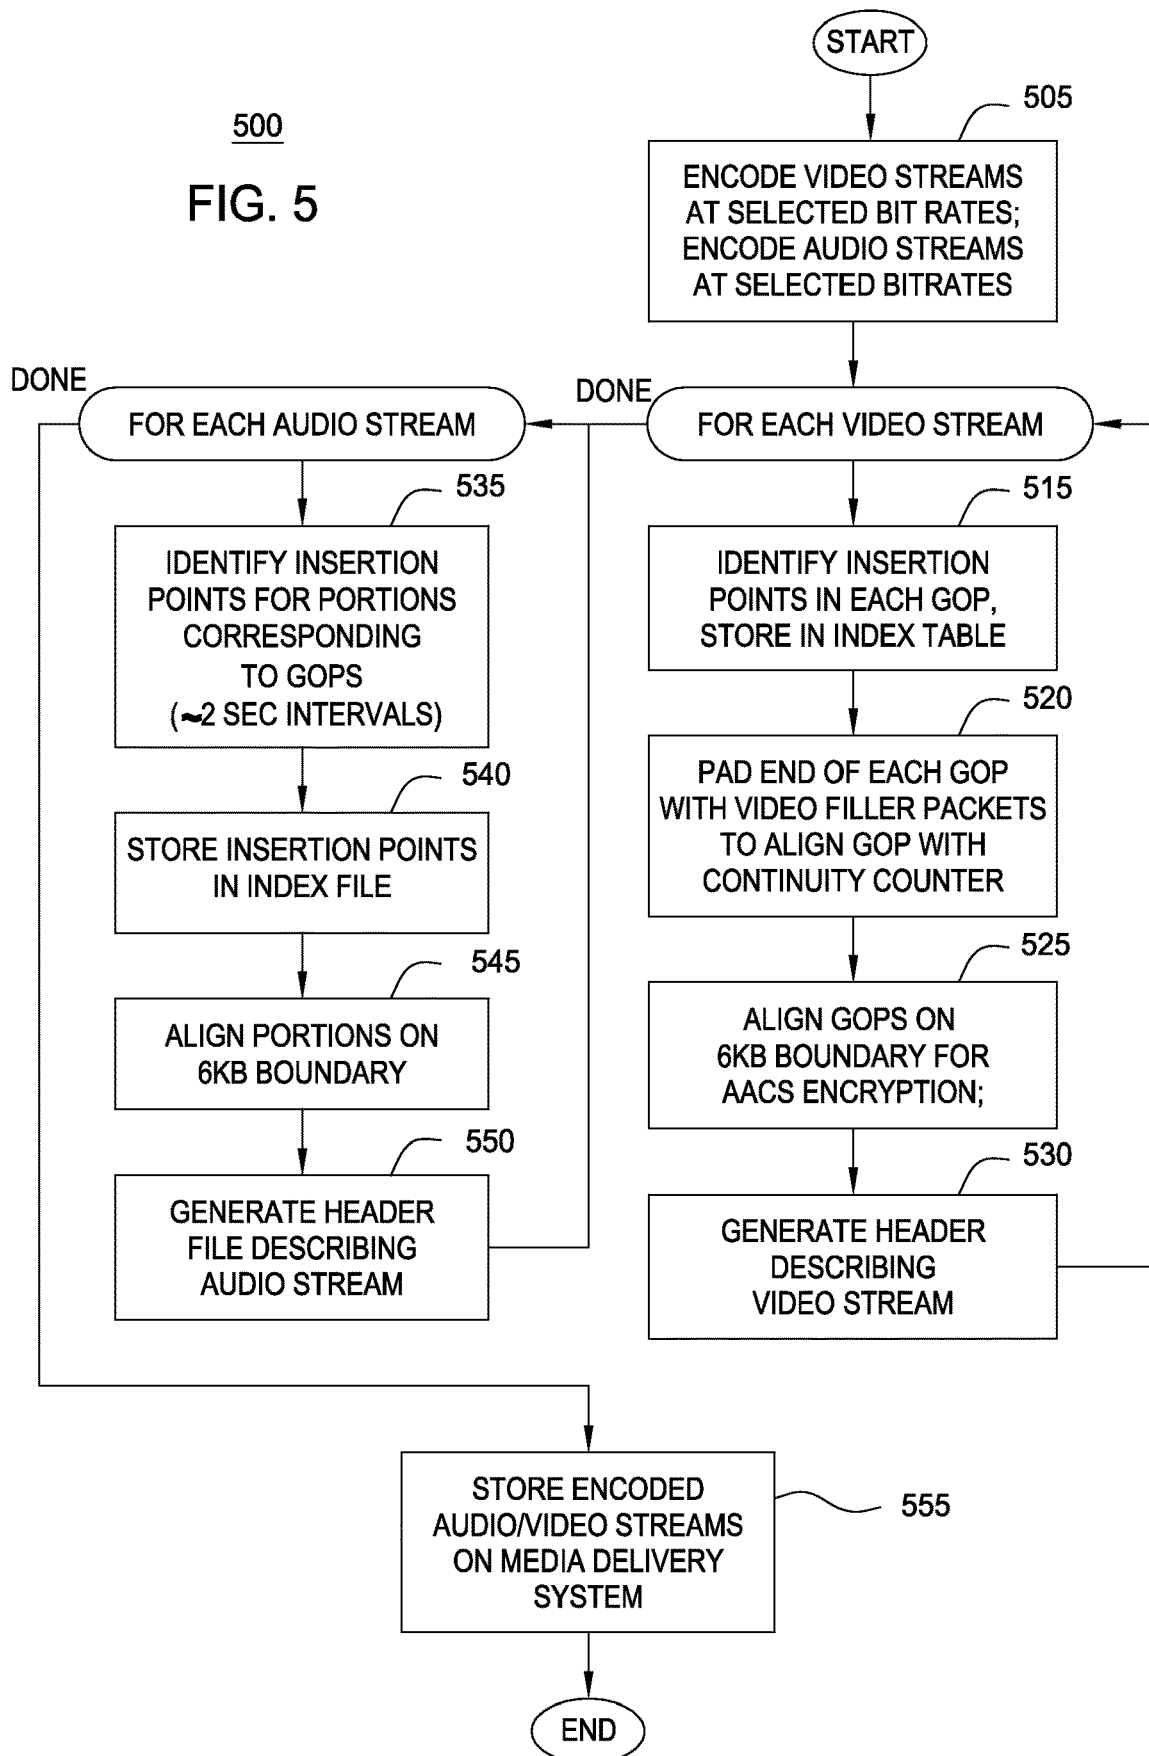 START
500
FIG. 5
505
ENCODE VIDEO STREAMS
AT SELECTED BIT RATES;
ENCODE AUDIO STREAMS
AT SELECTED BITRATES
DONE
FOR EACH AUDIO STREAM
DONE
FOR EACH VIDEO STREAM
535
IDENTIFY INSERTION
POINTS FOR PORTIONS
CORRESPONDING
TO GOPS
(≈2 SEC INTERVALS)
540
STORE INSERTION POINTS
IN INDEX FILE
545
ALIGN PORTIONS ON
6KB BOUNDARY
550
GENERATE HEADER
FILE DESCRIBING
AUDIO STREAM
515
IDENTIFY INSERTION
POINTS IN EACH GOP,
STORE IN INDEX TABLE
520
PAD END OF EACH GOP
WITH VIDEO FILLER PACKETS
TO ALIGN GOP WITH
CONTINUITY COUNTER
525
ALIGN GOPS ON
6KB BOUNDARY FOR
AACS ENCRYPTION;
530
GENERATE HEADER
DESCRIBING
VIDEO STREAM
STORE ENCODED
AUDIO/VIDEO STREAMS
ON MEDIA DELIVERY
SYSTEM
555
END